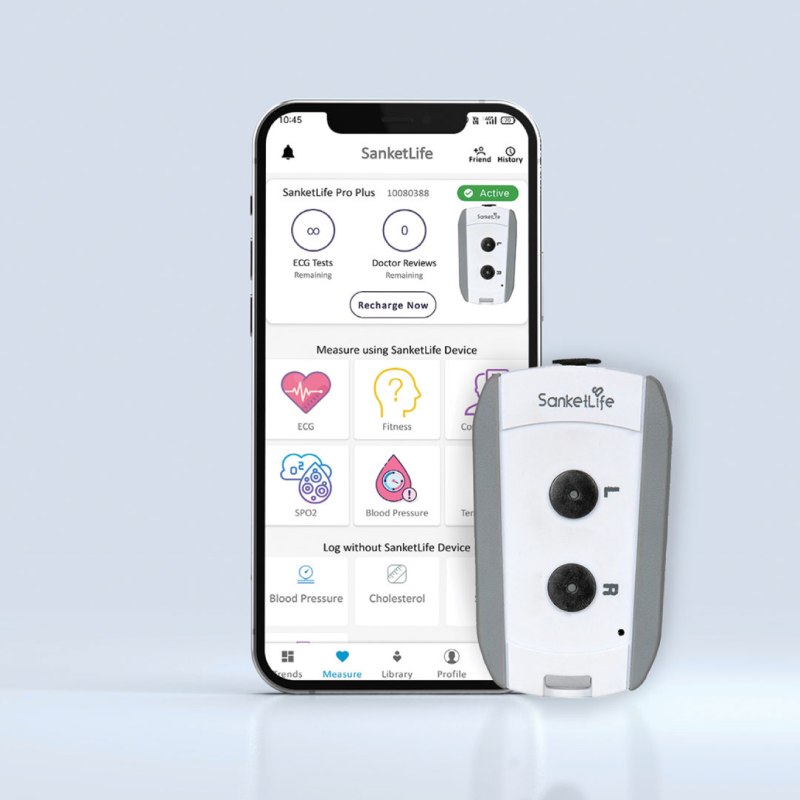 10:45
SanketLife
Friend
History
SanketLife Pro Plus 10080388 Active
SanketLife
L
R
∞
0
ECG Tests
Remaining
Doctor Reviews
Remaining
Recharge Now
Measure using SanketLife Device
ECG
?
Fitness
O2
SPO2
!
Blood Pressure
Log without SanketLife Device
Blood Pressure
Cholesterol
Trends
Measure
Library
Profile
SanketLife
L
R